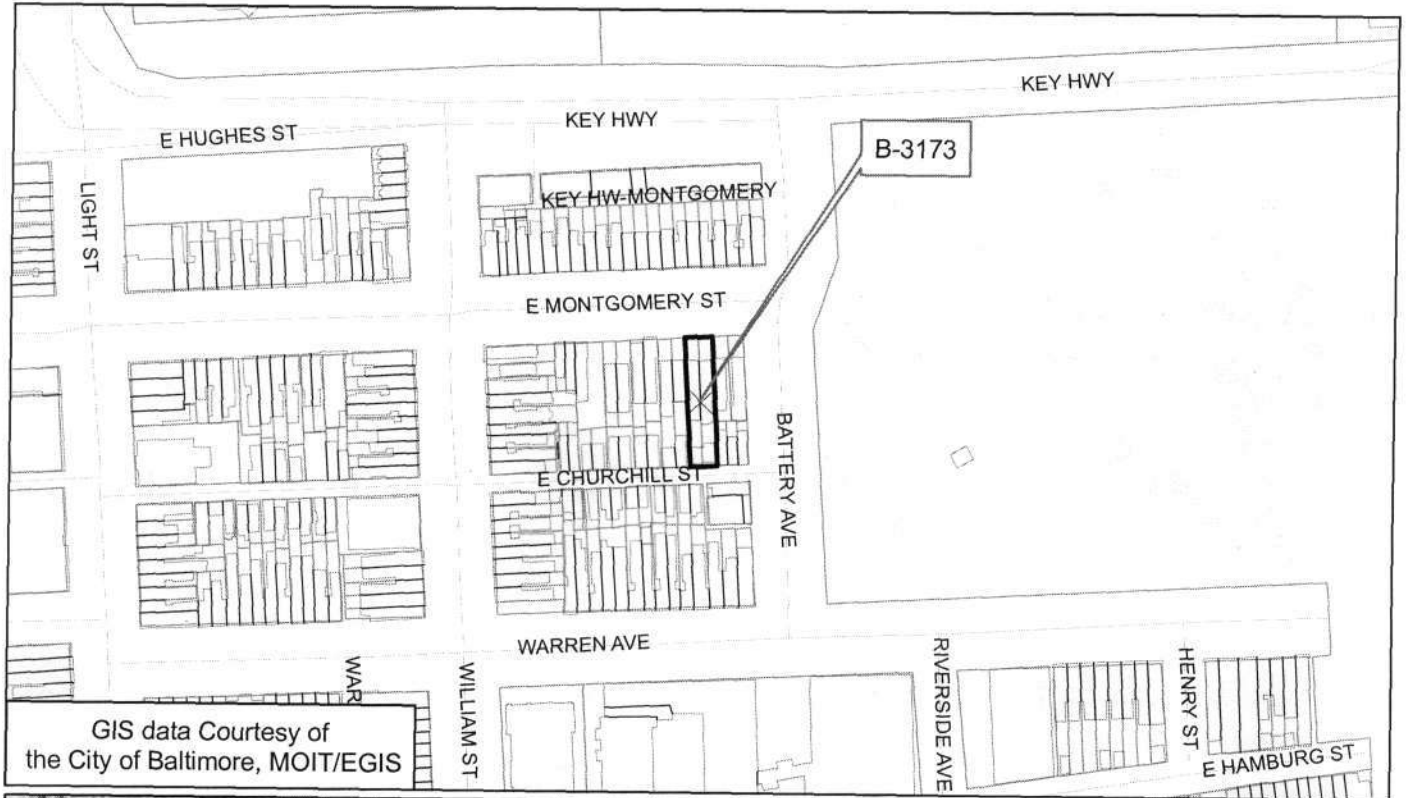 KEY HWY
KEY HWY
E HUGHES ST
B-3173
LIGHT ST
KEY HW-MONTGOMERY
E MONTGOMERY ST
BATTERY AVE
E CHURCHILL ST
WARREN AVE
WAR
WILLIAM ST
RIVERSIDE AVE
HENRY ST
E HAMBURG ST
GIS data Courtesy of
the City of Baltimore, MOIT/EGIS